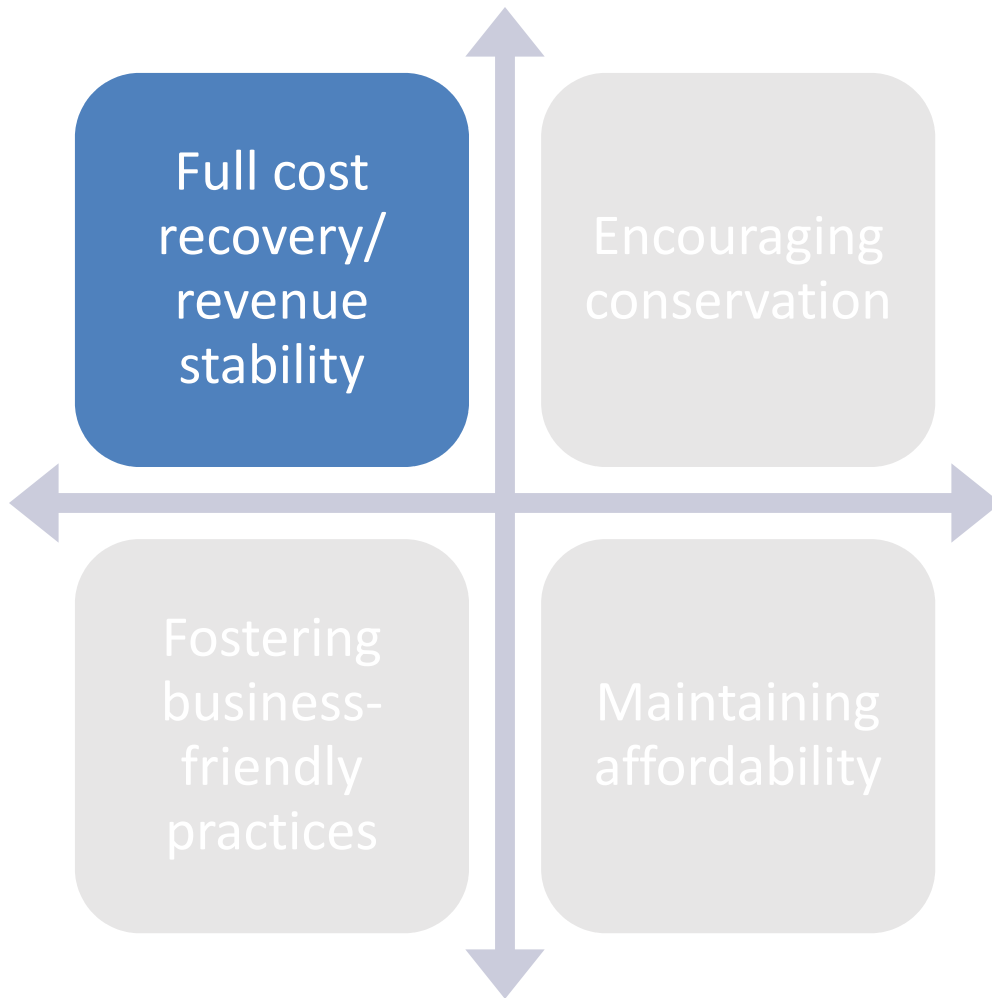 Full cost
recovery/
revenue
stability
Encouraging
conservation
Fostering
business-
friendly
practices
Maintaining
affordability